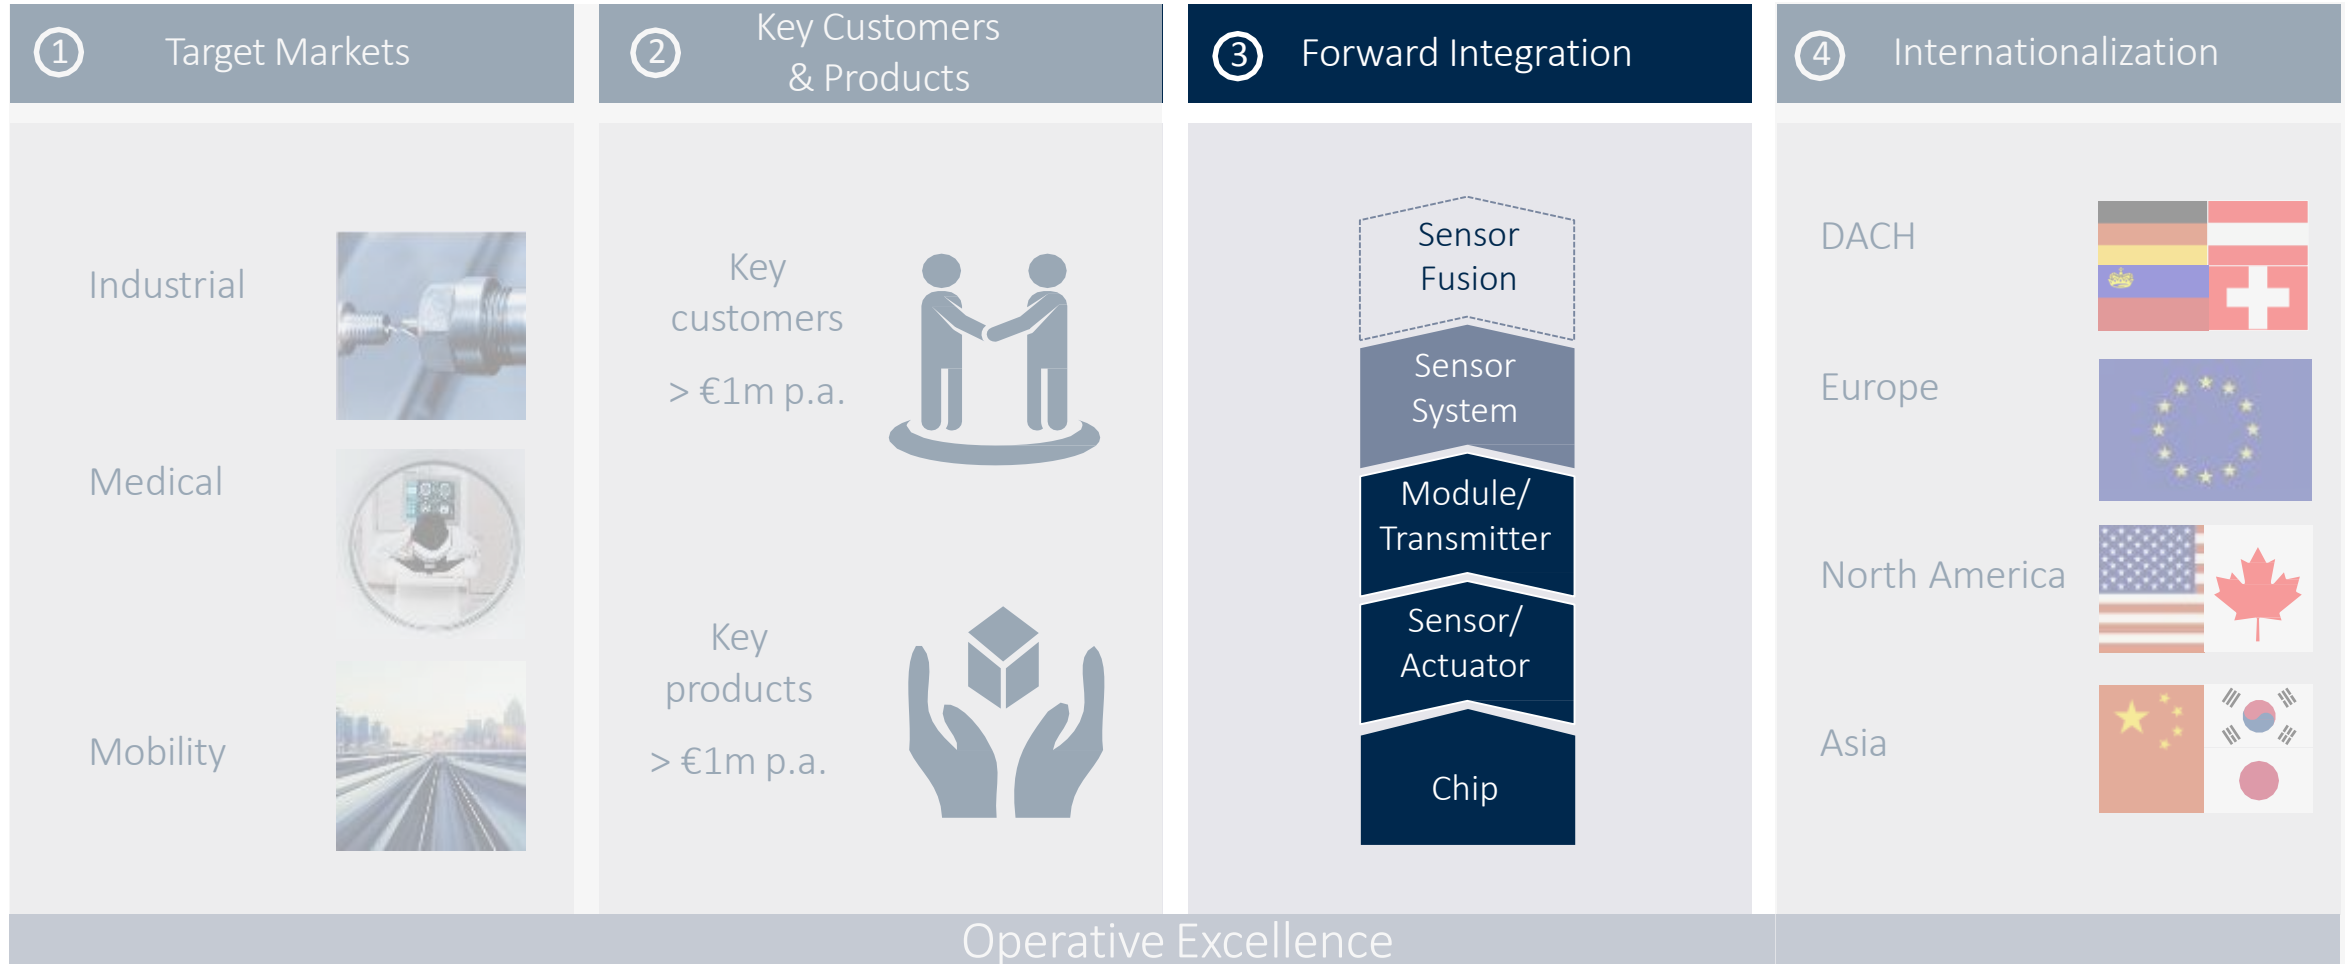 1
Target Markets
Industrial
Medical
Mobility
2
Key Customers
& Products
Key
customers
> €1m p.a.
Key
products
> €1m p.a.
3
Forward Integration
Sensor
Fusion
Sensor
System
Module/
Transmitter
Sensor/
Actuator
Chip
4
Internationalization
DACH
Europe
North America
Asia
Operative Excellence